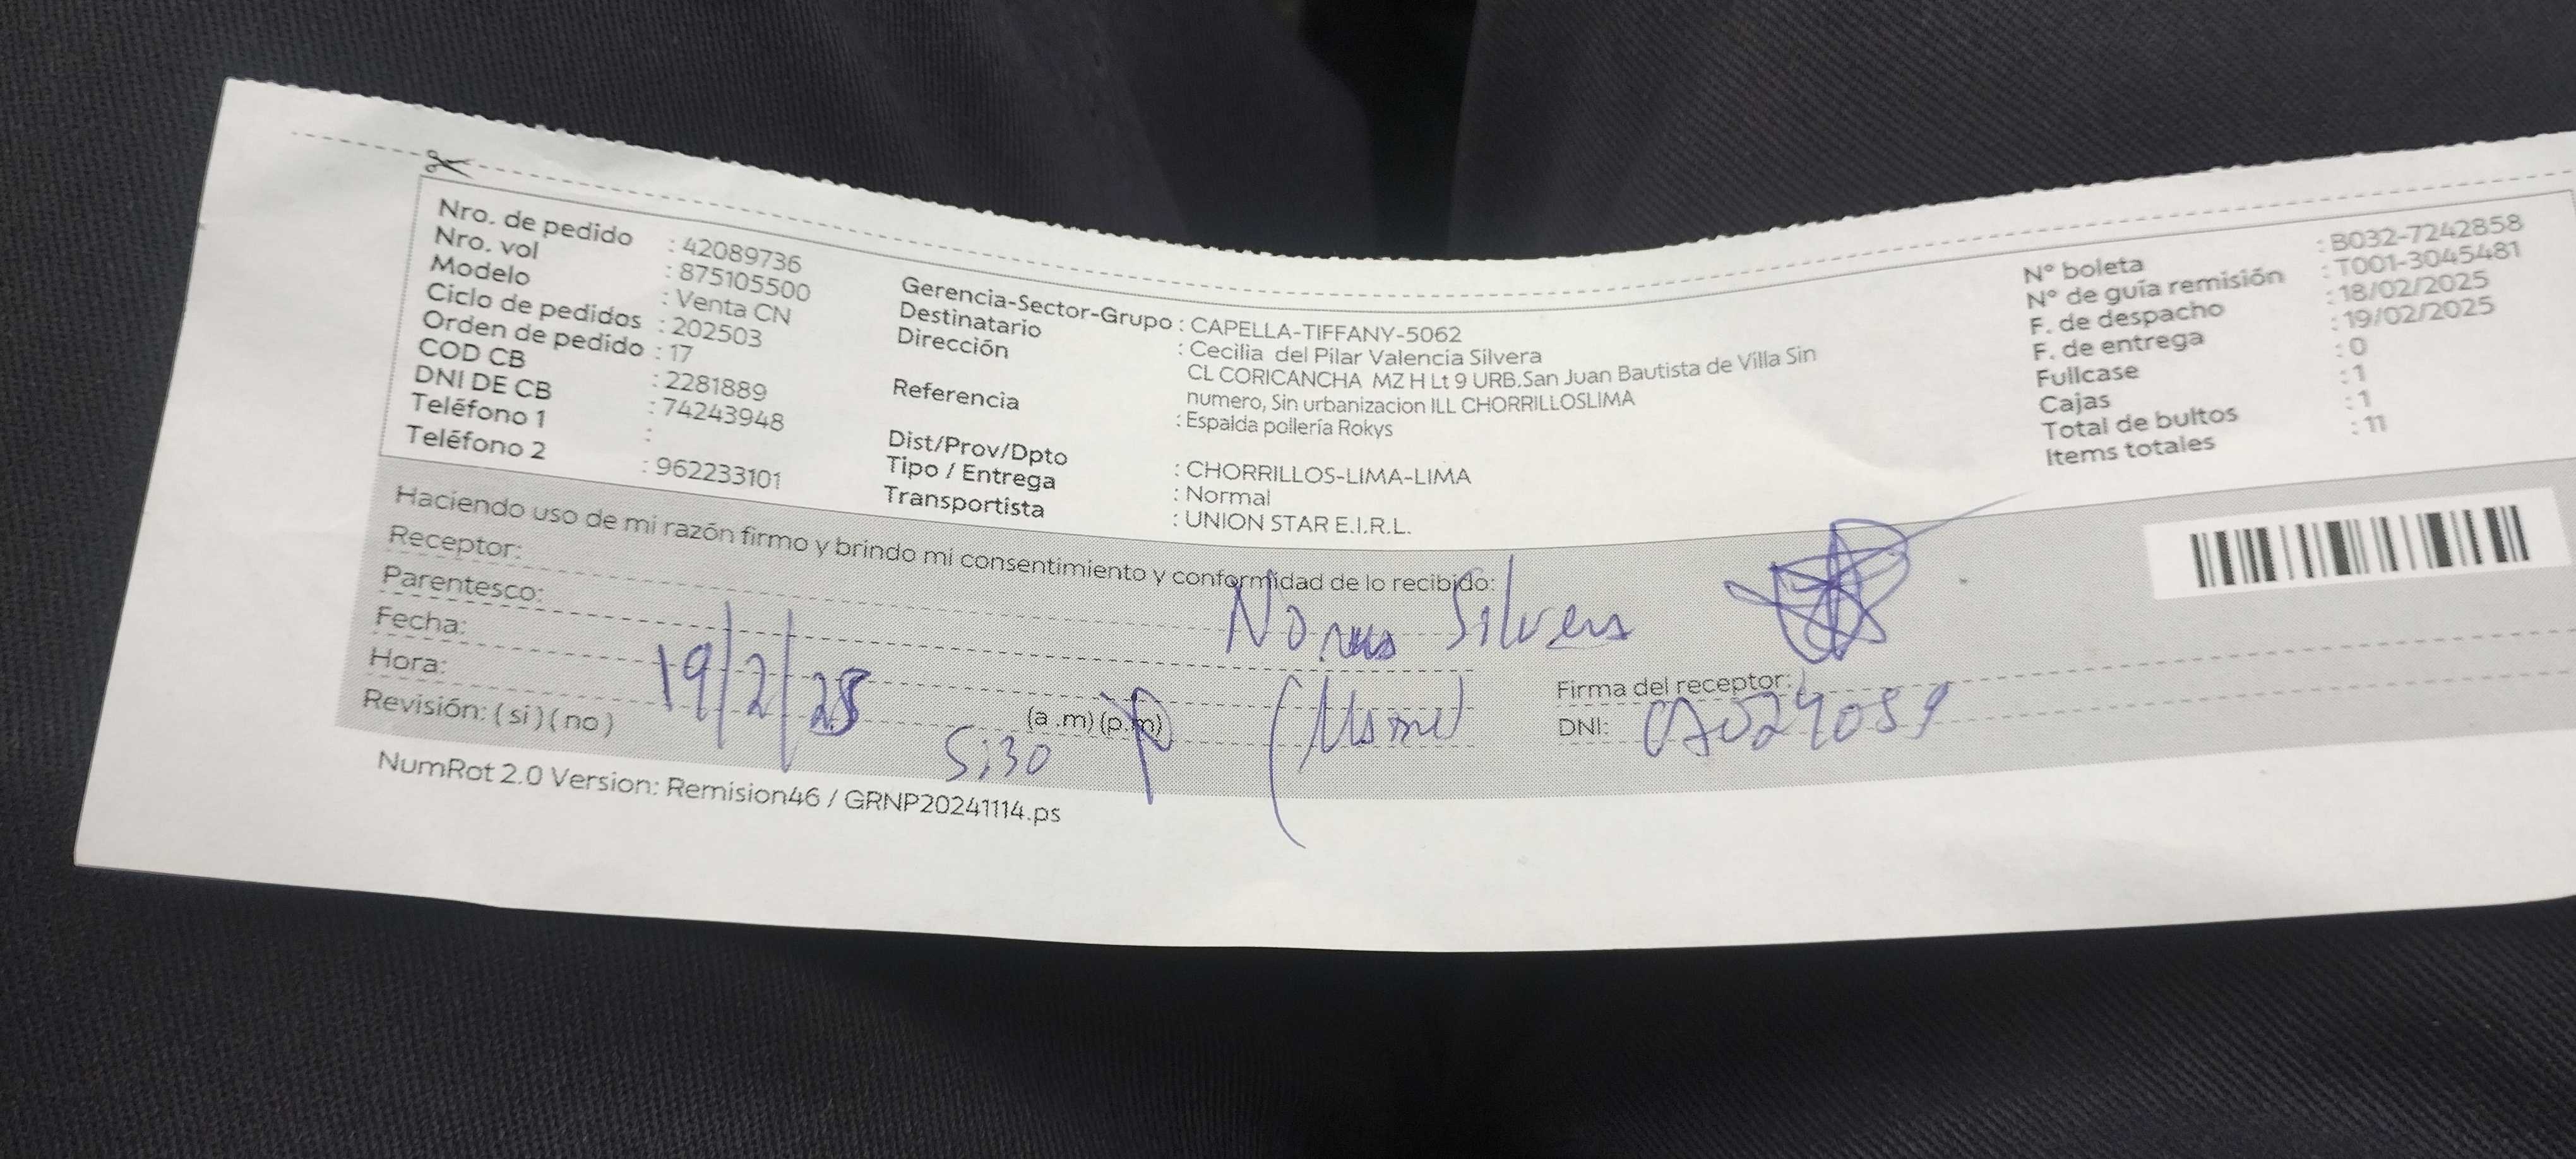 Nro. de pedido : 42089736
Nro. vol : 875105500
Modelo : Venta CN
Ciclo de pedidos : 202503
Orden de pedido : 17
COD CB : 2281889
DNI DE CB : 74243948
Teléfono 1 :
Teléfono 2 : 962233101
Gerencia-Sector-Grupo : CAPELLA-TIFFANY-5062
Destinatario : Cecilia del Pilar Valencia Silvera
Dirección CL CORICANCHA MZ H Lt 9 URB.San Juan Bautista de Villa Sin
numero, Sin urbanizacion ILL CHORRILLOSLIMA
Referencia : Espalda pollería Rokys
Dist/Prov/Dpto : CHORRILLOS-LIMA-LIMA
Tipo / Entrega : Normal
Transportista : UNION STAR E.I.R.L.
N° boleta : B032-7242858
N° de guía remisión : T001-3045481
F. de despacho : 18/02/2025
F. de entrega : 19/02/2025
Fullcase : 0
Cajas : 1
Total de bultos : 1
Items totales : 11
Haciendo uso de mi razón firmo y brindo mi consentimiento y conformidad de lo recibido:
Receptor:
Parentesco:
Fecha: 19/2/25
Hora: 5:30 (a .m) (p.m)
Revisión: ( si ) ( no )
Firma del receptor:
DNI:
NumRot 2.0 Version: Remision46 / GRNP20241114.ps